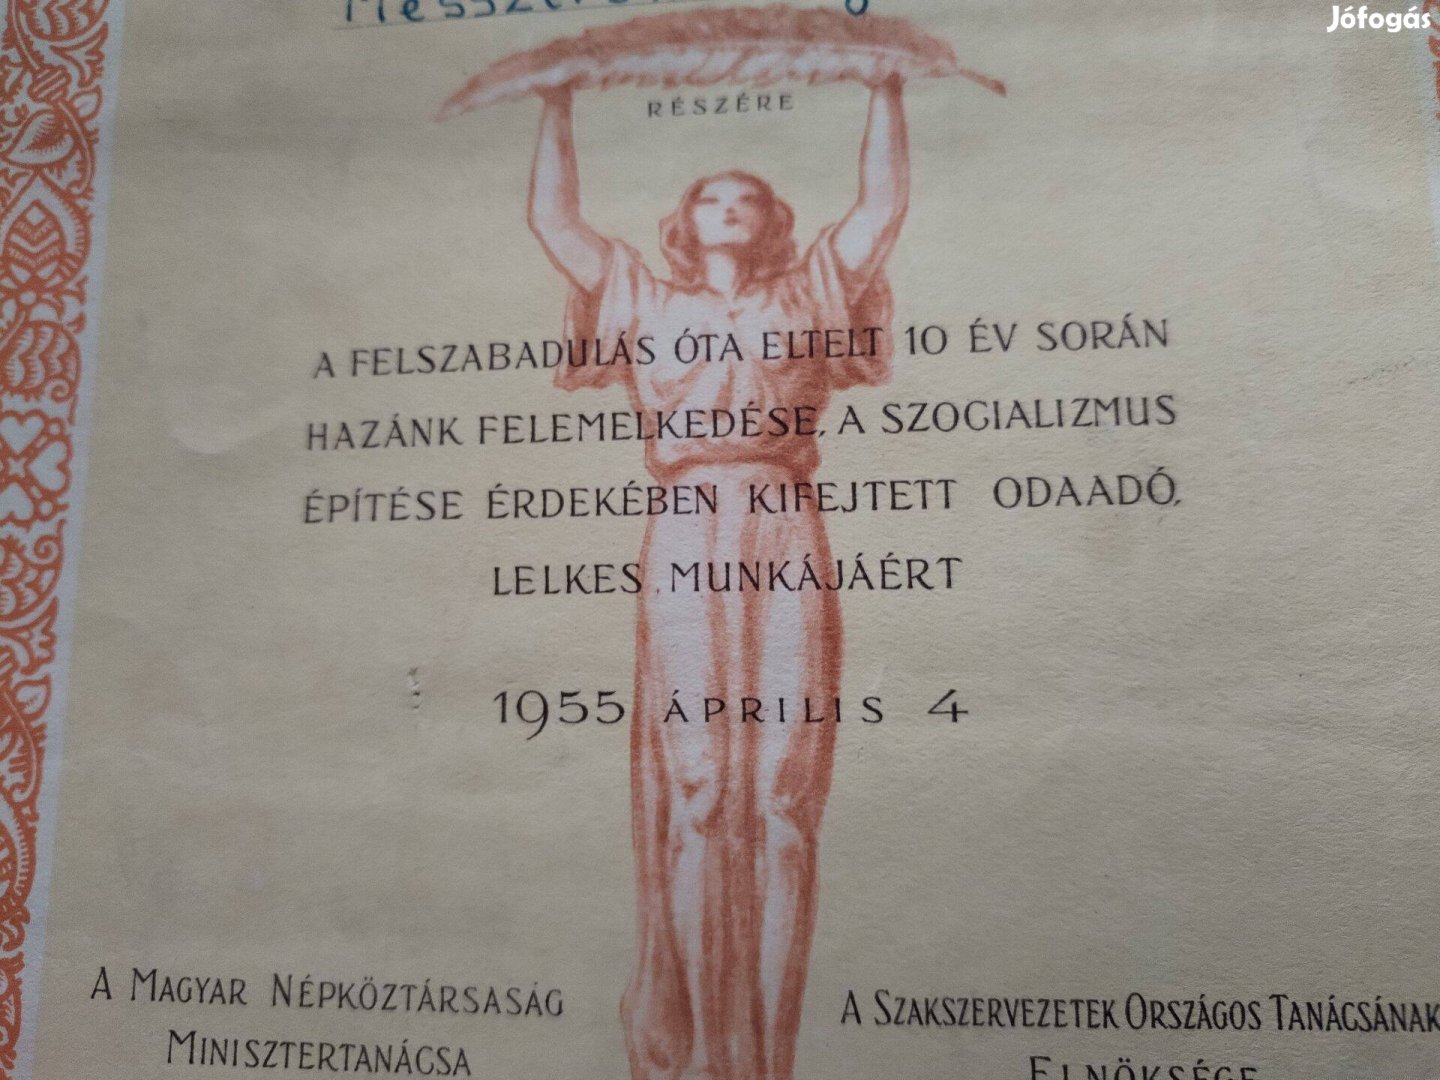 Jófogás
RÉSZÉRE
A FELSZABADULÁS ÓTA ELTELT 10 ÉV SORÁN
HAZÁNK FELEMELKEDÉSE, A SZOCIALIZMUS
ÉPÍTÉSE ÉRDEKÉBEN KIFEJTETT ODAADÓ,
LELKES MUNKÁJÁÉRT
1955 ÁPRILIS 4
A MAGYAR NÉPKÖZTÁRSASÁG
MINISZTERTANÁCSA
A SZAKSZERVEZETEK ORSZÁGOS TANÁCSÁNAK
ELNÖKSÉGE